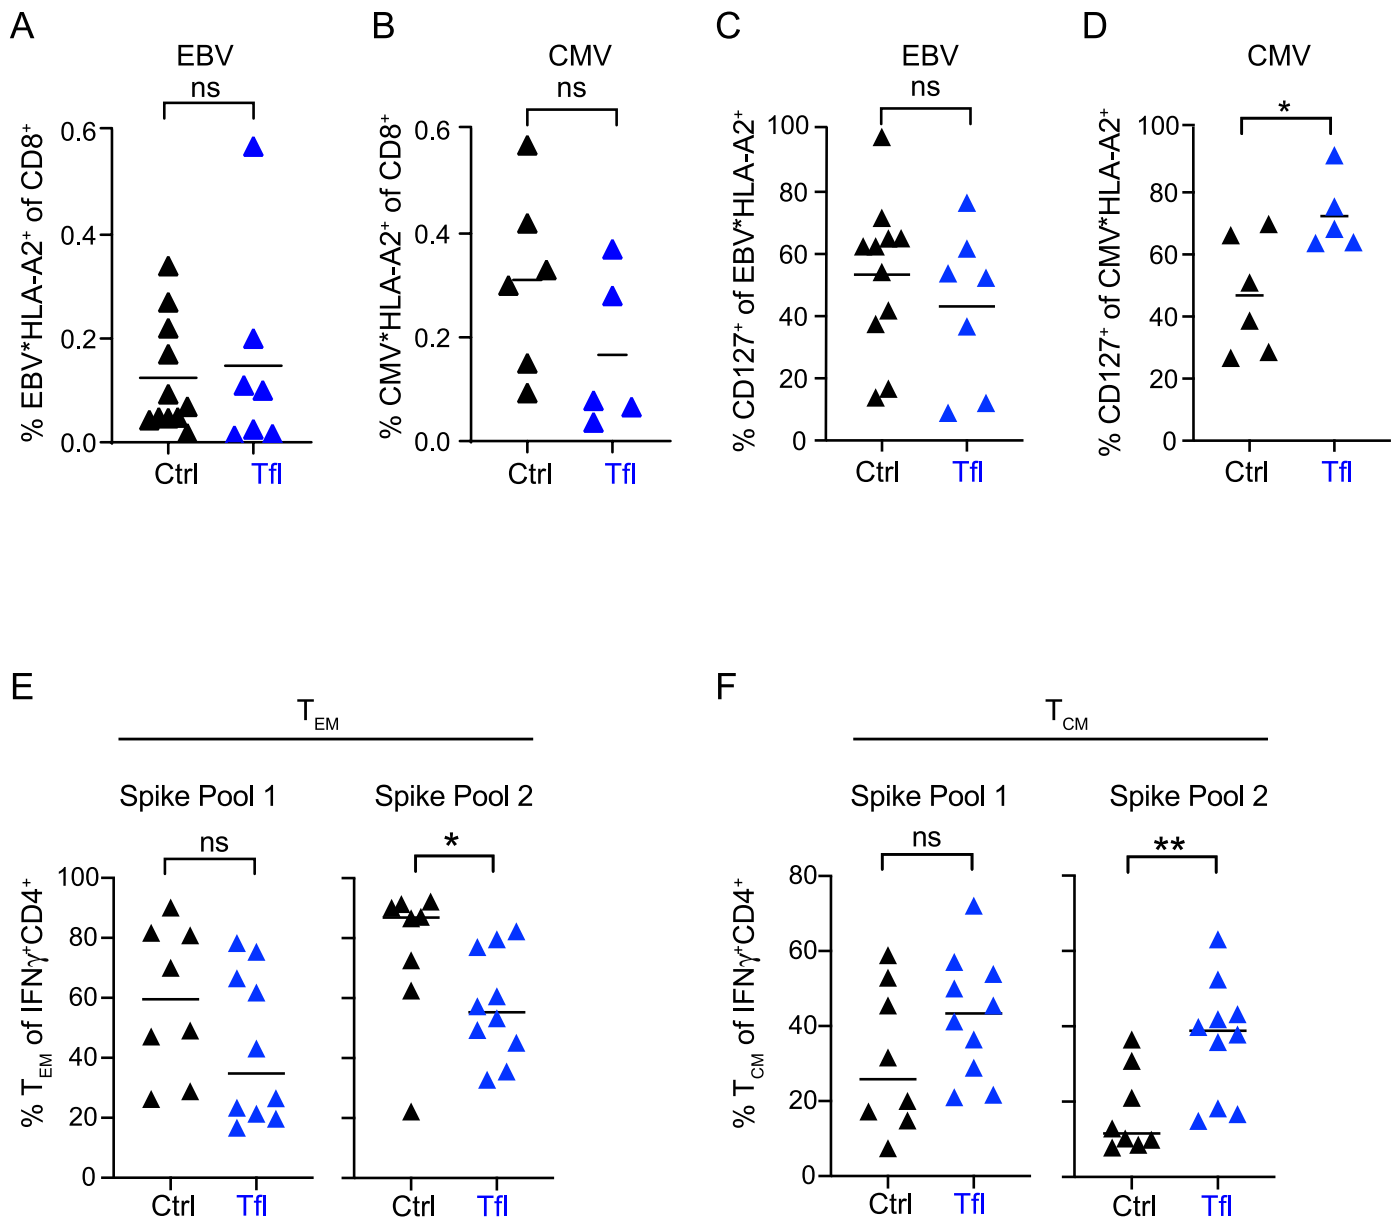 A
EBV
ns
% EBV*HLA-A2⁺ of CD8⁺
0.6
0.4
0.2
0.0
Ctrl
Tfl
B
CMV
ns
% CMV*HLA-A2⁺ of CD8⁺
0.6
0.4
0.2
0.0
Ctrl
Tfl
C
EBV
ns
% CD127⁺ of EBV*HLA-A2⁺
100
80
60
40
20
0
Ctrl
Tfl
D
CMV
*
% CD127⁺ of CMV*HLA-A2⁺
100
80
60
40
20
0
Ctrl
Tfl
E
T_EM
Spike Pool 1
ns
% T_EM of IFNγ⁺CD4⁺
100
80
60
40
20
0
Ctrl
Tfl
Spike Pool 2
*
Ctrl
Tfl
F
T_CM
Spike Pool 1
ns
% T_CM of IFNγ⁺CD4⁺
80
60
40
20
0
Ctrl
Tfl
Spike Pool 2
**
Ctrl
Tfl